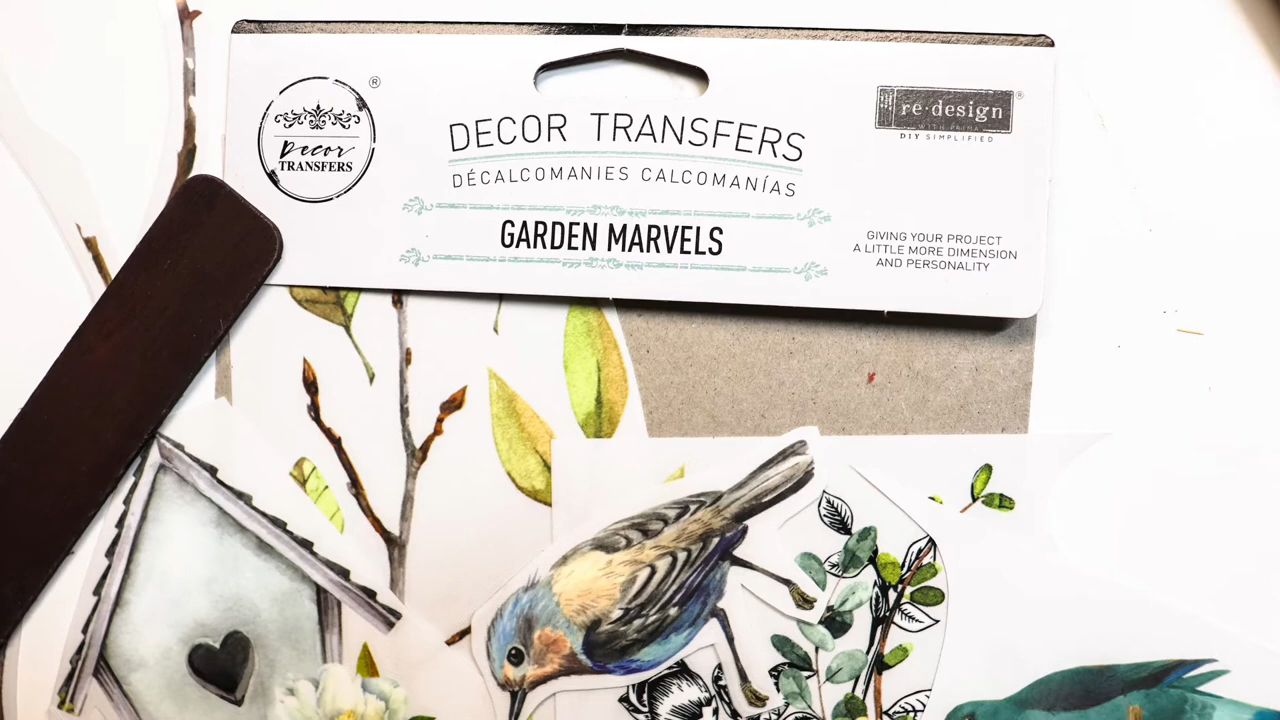 Decor
TRANSFERS
®
DECOR TRANSFERS
DÉCALCOMANIES CALCOMANÍAS
GARDEN MARVELS
re·design
®
WITH PRIMA
DIY SIMPLIFIED
GIVING YOUR PROJECT
A LITTLE MORE DIMENSION
AND PERSONALITY